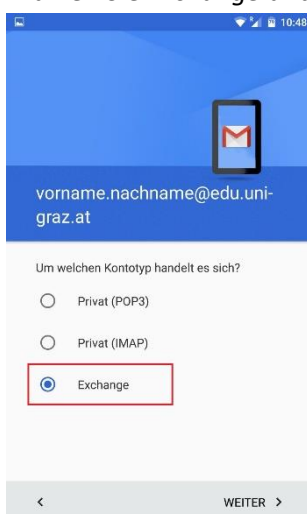 10:48
vorname.nachname@edu.uni-
graz.at
Um welchen Kontotyp handelt es sich?
Privat (POP3)
Privat (IMAP)
Exchange
WEITER